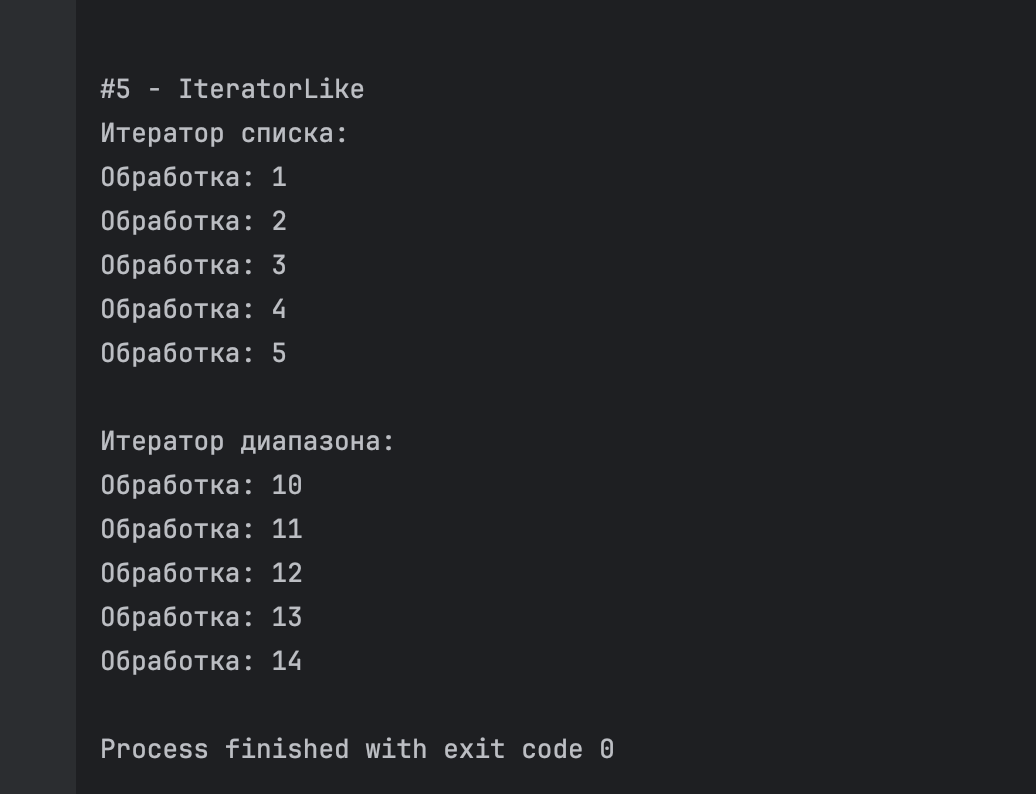 #5 - IteratorLike
Итератор списка:
Обработка: 1
Обработка: 2
Обработка: 3
Обработка: 4
Обработка: 5
Итератор диапазона:
Обработка: 10
Обработка: 11
Обработка: 12
Обработка: 13
Обработка: 14
Process finished with exit code 0